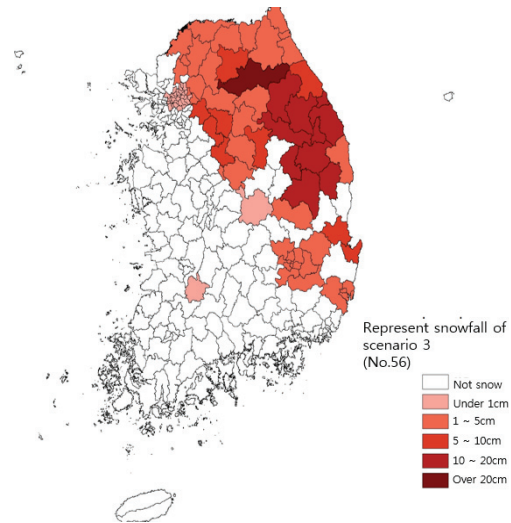 Represent snowfall of
scenario 3
(No.56)
Not snow
Under 1cm
1 ~ 5cm
5 ~ 10cm
10 ~ 20cm
Over 20cm